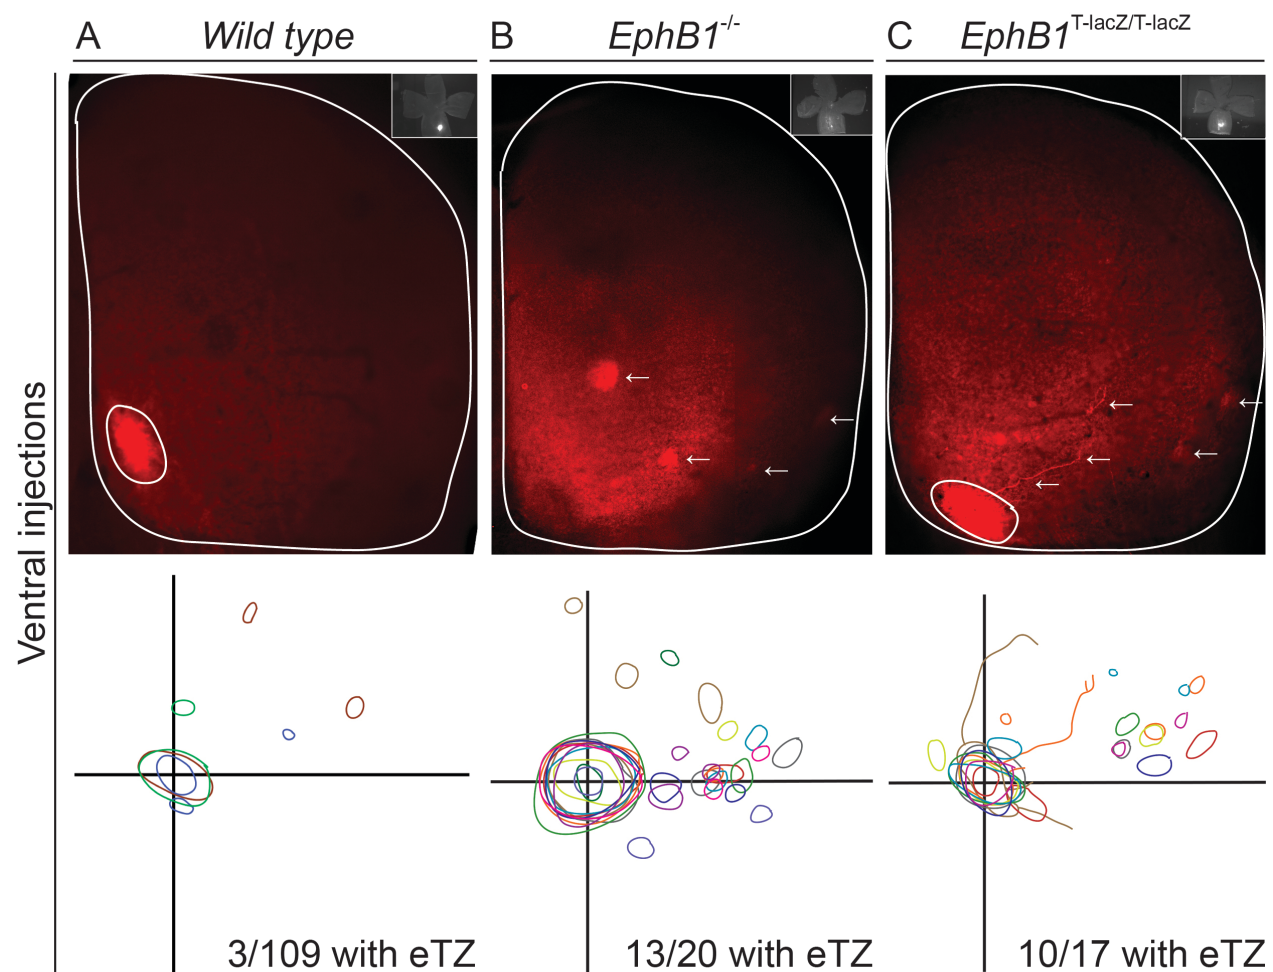 A Wild type
B EphB1-/-
C EphB1T-lacZ/T-lacZ
Ventral injections
3/109 with eTZ
13/20 with eTZ
10/17 with eTZ